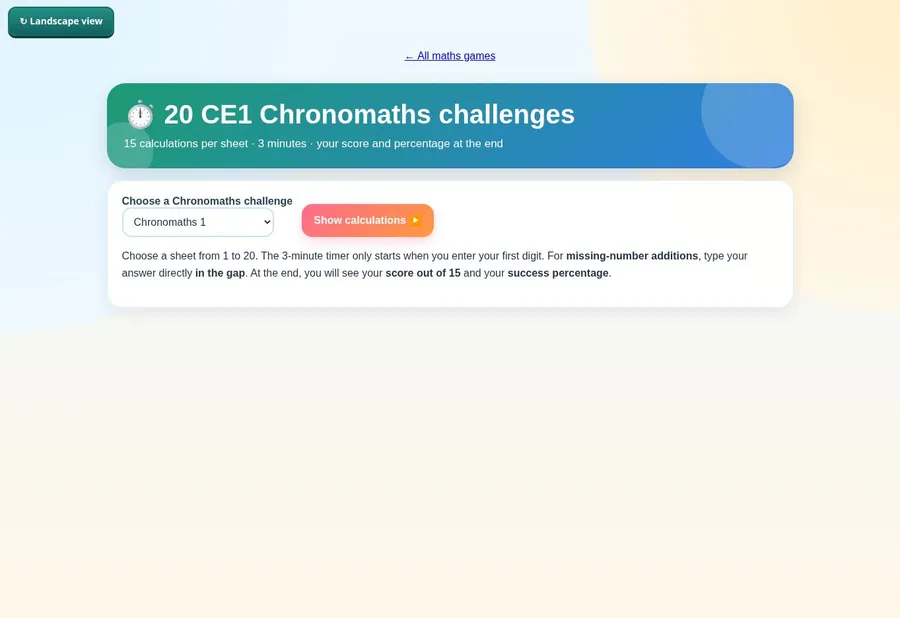 ↻ Landscape view
← All maths games
⏱️ 20 CE1 Chronomaths challenges
15 calculations per sheet · 3 minutes · your score and percentage at the end
Choose a Chronomaths challenge
Chronomaths 1
Show calculations ▶️
Choose a sheet from 1 to 20. The 3-minute timer only starts when you enter your first digit. For missing-number additions, type your
answer directly in the gap. At the end, you will see your score out of 15 and your success percentage.